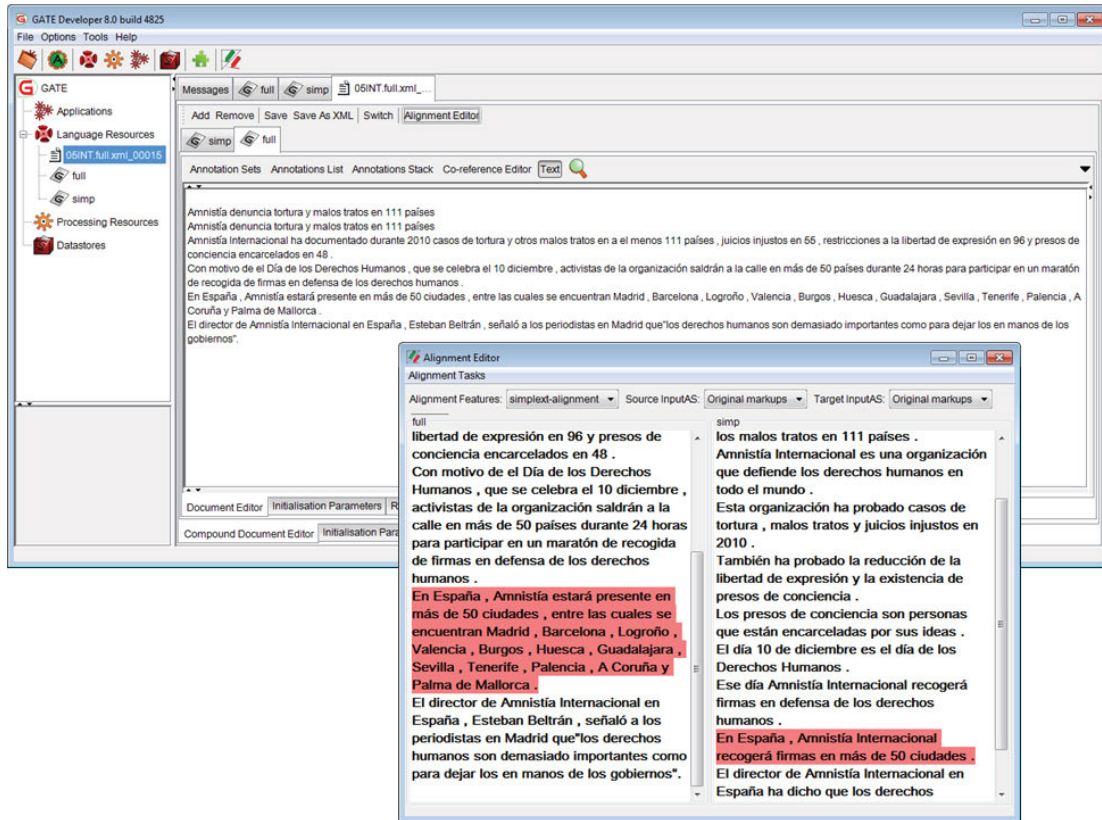 GATE Developer 8.0 build 4825
File Options Tools Help
GATE
Applications
Language Resources
05INT.full.xml_00015
full
simp
Processing Resources
Datastores
Messages full simp 05INT.full.xml_...
Add Remove Save Save As XML Switch Alignment Editor
simp full
Annotation Sets Annotations List Annotations Stack Co-reference Editor Text
Amnistía denuncia tortura y malos tratos en 111 países
Amnistía denuncia tortura y malos tratos en 111 países
Amnistía Internacional ha documentado durante 2010 casos de tortura y otros malos tratos en a el menos 111 países , juicios injustos en 55 , restricciones a la libertad de expresión en 96 y presos de
conciencia encarcelados en 48 .
Con motivo de el Día de los Derechos Humanos , que se celebra el 10 diciembre , activistas de la organización saldrán a la calle en más de 50 países durante 24 horas para participar en un maratón
de recogida de firmas en defensa de los derechos humanos .
En España , Amnistía estará presente en más de 50 ciudades , entre las cuales se encuentran Madrid , Barcelona , Logroño , Valencia , Burgos , Huesca , Guadalajara , Sevilla , Tenerife , Palencia , A
Coruña y Palma de Mallorca .
El director de Amnistía Internacional en España , Esteban Beltrán , señaló a los periodistas en Madrid que"los derechos humanos son demasiado importantes como para dejar los en manos de los
gobiernos".
Document Editor Initialisation Parameters R
Compound Document Editor Initialisation Para
Alignment Editor
Alignment Tasks
Alignment Features: simplext-alignment Source InputAS: Original markups Target InputAS: Original markups
full
libertad de expresión en 96 y presos de
conciencia encarcelados en 48 .
Con motivo de el Día de los Derechos
Humanos , que se celebra el 10 diciembre ,
activistas de la organización saldrán a la
calle en más de 50 países durante 24 horas
para participar en un maratón de recogida
de firmas en defensa de los derechos
humanos .
En España , Amnistía estará presente en
más de 50 ciudades , entre las cuales se
encuentran Madrid , Barcelona , Logroño ,
Valencia , Burgos , Huesca , Guadalajara ,
Sevilla , Tenerife , Palencia , A Coruña y
Palma de Mallorca .
El director de Amnistía Internacional en
España , Esteban Beltrán , señaló a los
periodistas en Madrid que"los derechos
humanos son demasiado importantes como
para dejar los en manos de los gobiernos".
simp
los malos tratos en 111 países .
Amnistía Internacional es una organización
que defiende los derechos humanos en
todo el mundo .
Esta organización ha probado casos de
tortura , malos tratos y juicios injustos en
2010 .
También ha probado la reducción de la
libertad de expresión y la existencia de
presos de conciencia .
Los presos de conciencia son personas
que están encarceladas por sus ideas .
El día 10 de diciembre es el día de los
Derechos Humanos .
Ese día Amnistía Internacional recogerá
firmas en defensa de los derechos
humanos .
En España , Amnistía Internacional
recogerá firmas en más de 50 ciudades .
El director de Amnistía Internacional en
España ha dicho que los derechos